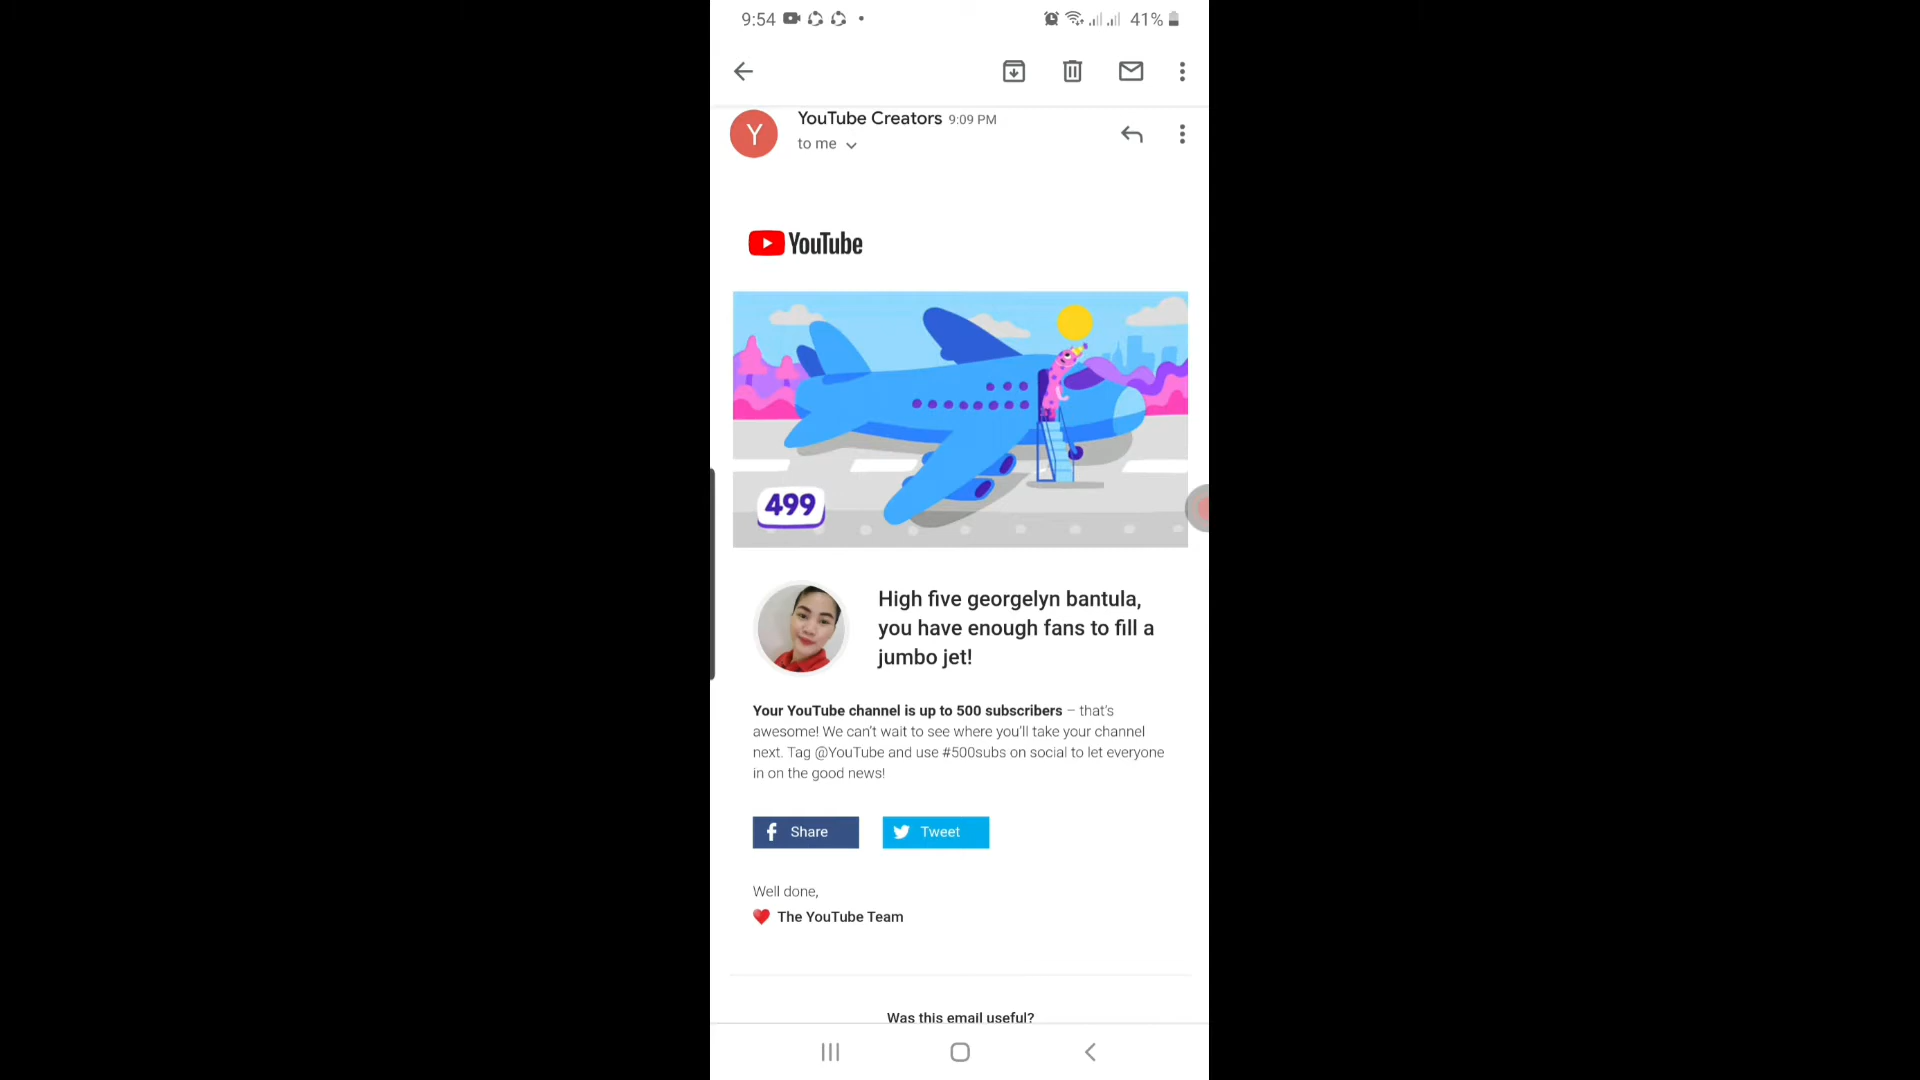 9:54
41%
YouTube Creators 9:09 PM
to me
Y
YouTube
499
High five georgelyn bantula,
you have enough fans to fill a
jumbo jet!
Your YouTube channel is up to 500 subscribers – that's
awesome! We can't wait to see where you'll take your channel
next. Tag @YouTube and use #500subs on social to let everyone
in on the good news!
Share
Tweet
Well done,
The YouTube Team
Was this email useful?